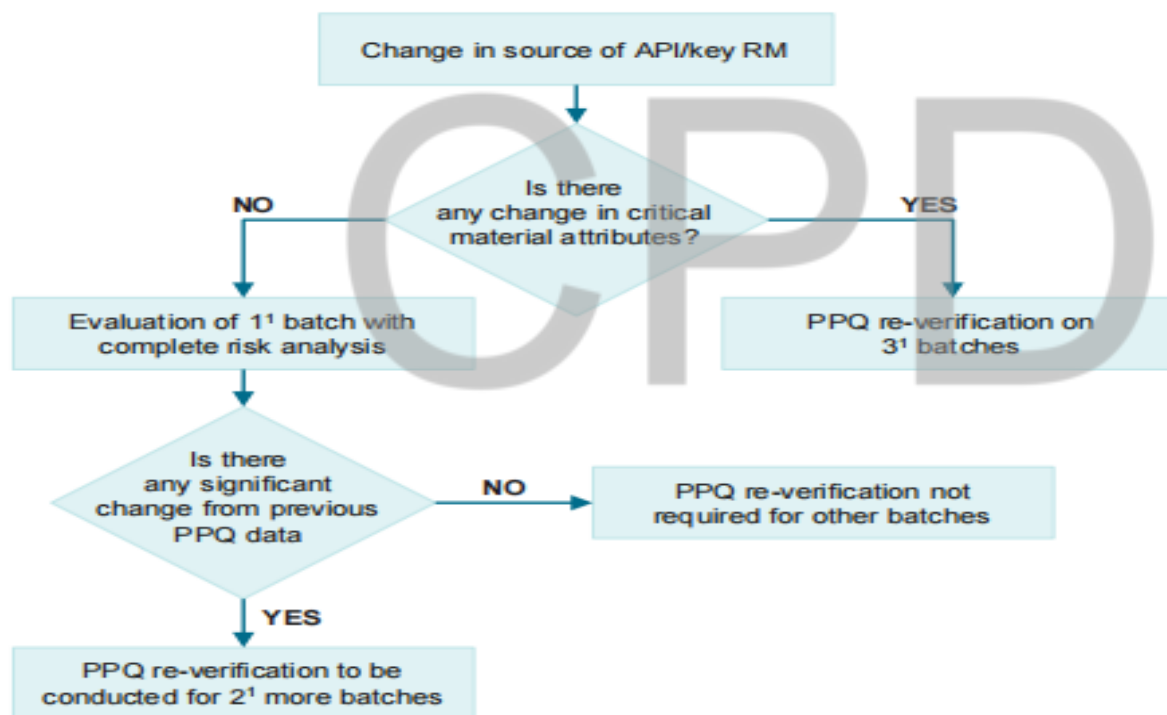 Change in source of API/key RM
CPD
Is there
any change in critical
material attributes?
NO
YES
Evaluation of 1¹ batch with
complete risk analysis
PPQ re-verification on
3¹ batches
Is there
any significant
change from previous
PPQ data
NO
PPQ re-verification not
required for other batches
YES
PPQ re-verification to be
conducted for 2¹ more batches